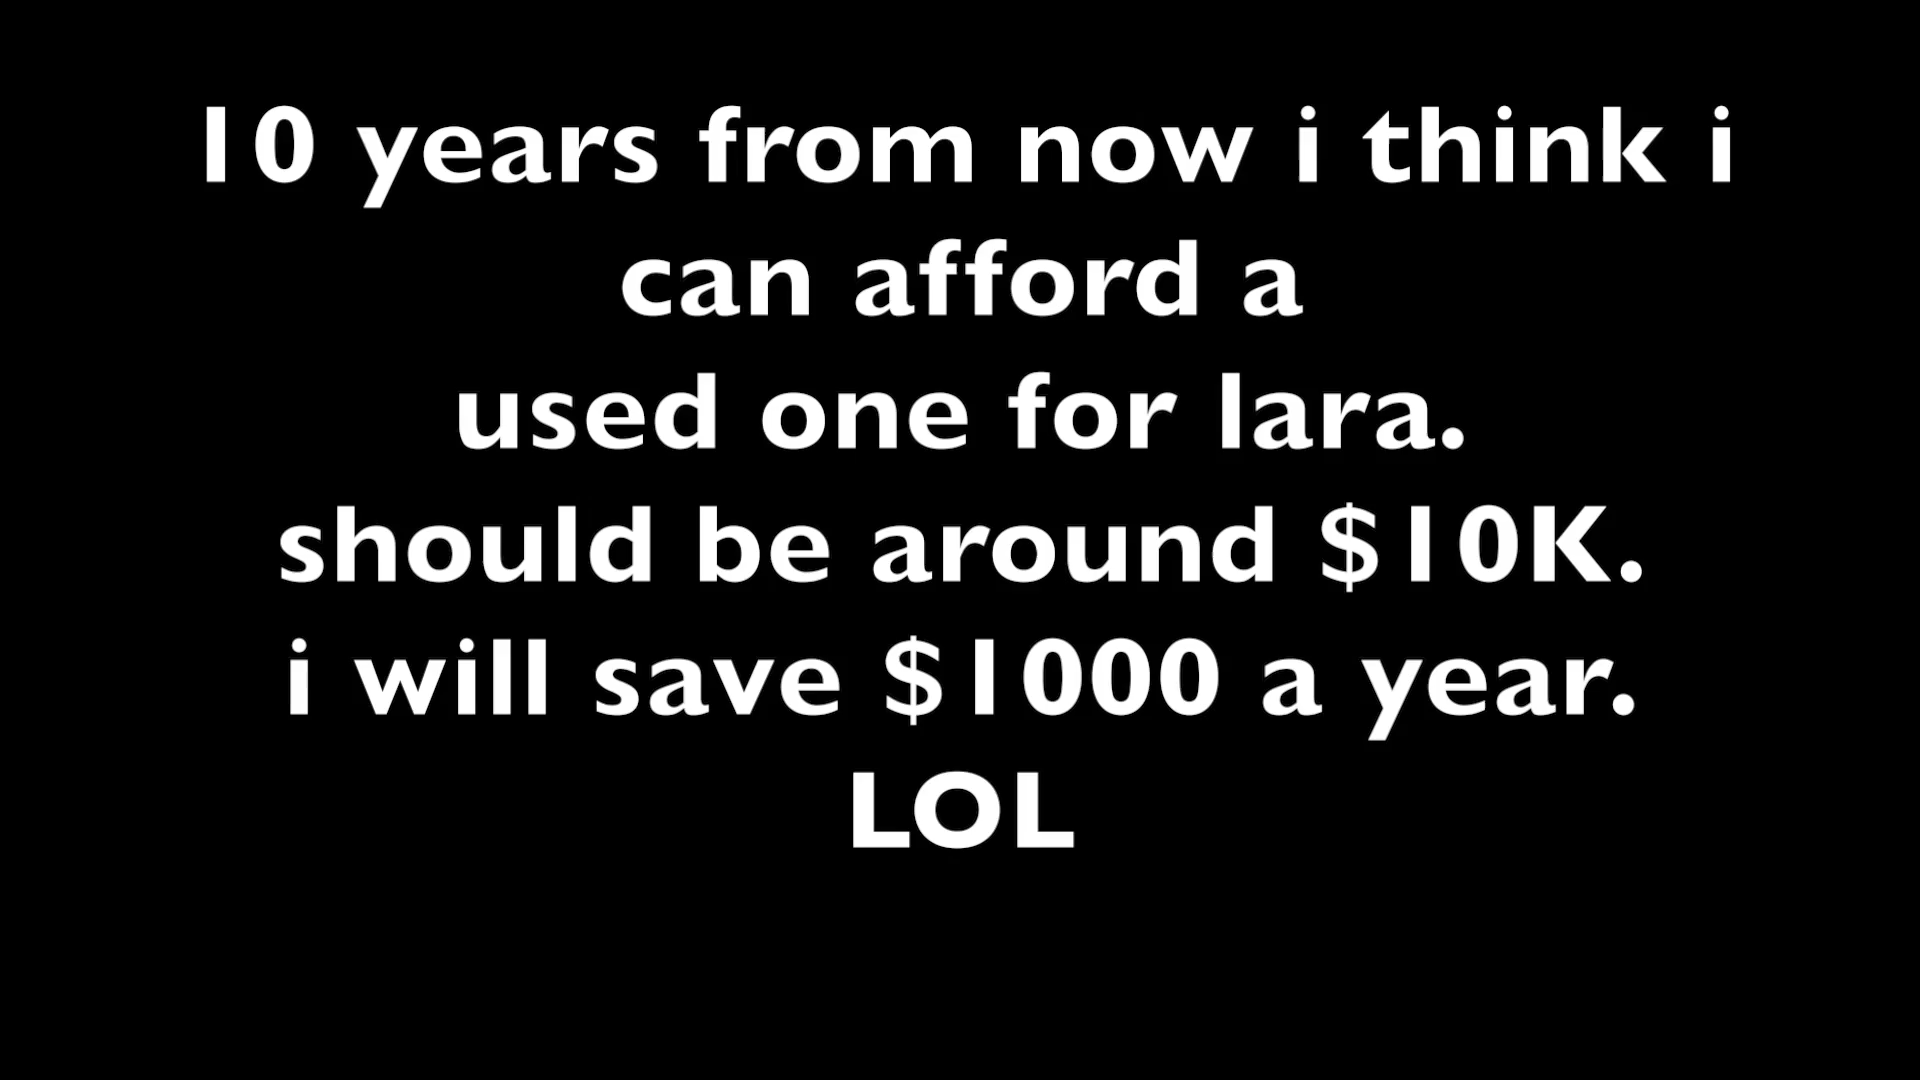 10 years from now i think i
can afford a
used one for lara.
should be around $10K.
i will save $1000 a year.
LOL